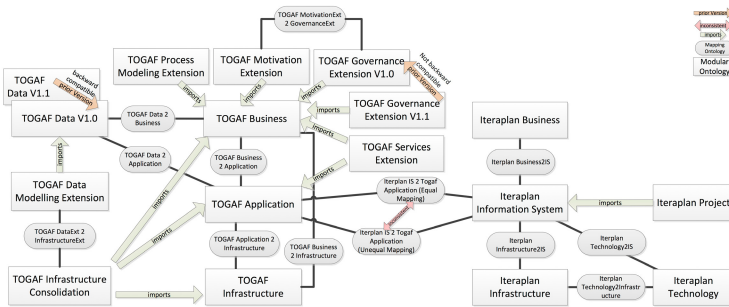 TOGAF MotivationExt
2 GovernanceExt
prior Version
inconsistent
imports
Mapping
Ontology
Modular
Ontology
TOGAF Process
Modeling Extension
TOGAF Motivation
Extension
TOGAF Governance
Extension V1.0
Not backward
compatible
prior Version
TOGAF
Data V1.1
backward
compatible
prior Version
imports
imports
imports
TOGAF Data V1.0
TOGAF Data 2
Business
TOGAF Business
imports
TOGAF Governance
Extension V1.1
Iteraplan Business
imports
TOGAF Data 2
Application
TOGAF Business
2 Application
imports
TOGAF Services
Extension
Iterplan Business2IS
imports
imports
TOGAF Data
Modelling Extension
TOGAF Application
Iterplan IS 2 Togaf
Application (Equal
Mapping)
inconsistent
Iteraplan
Information System
imports
Iteraplan Project
TOGAF DataExt 2
InfrastructureExt
imports
TOGAF Application 2
Infrastructure
TOGAF Business
2 Infrastructure
Iterplan IS 2 Togaf
Application
(Unequal Mapping)
Iterplan
Infrastructure2IS
Iterplan
Technology2IS
TOGAF Infrastructure
Consolidation
imports
TOGAF
Infrastructure
Iteraplan
Infrastructure
Iterplan
Technology2Infrastr
ucture
Iteraplan
Technology